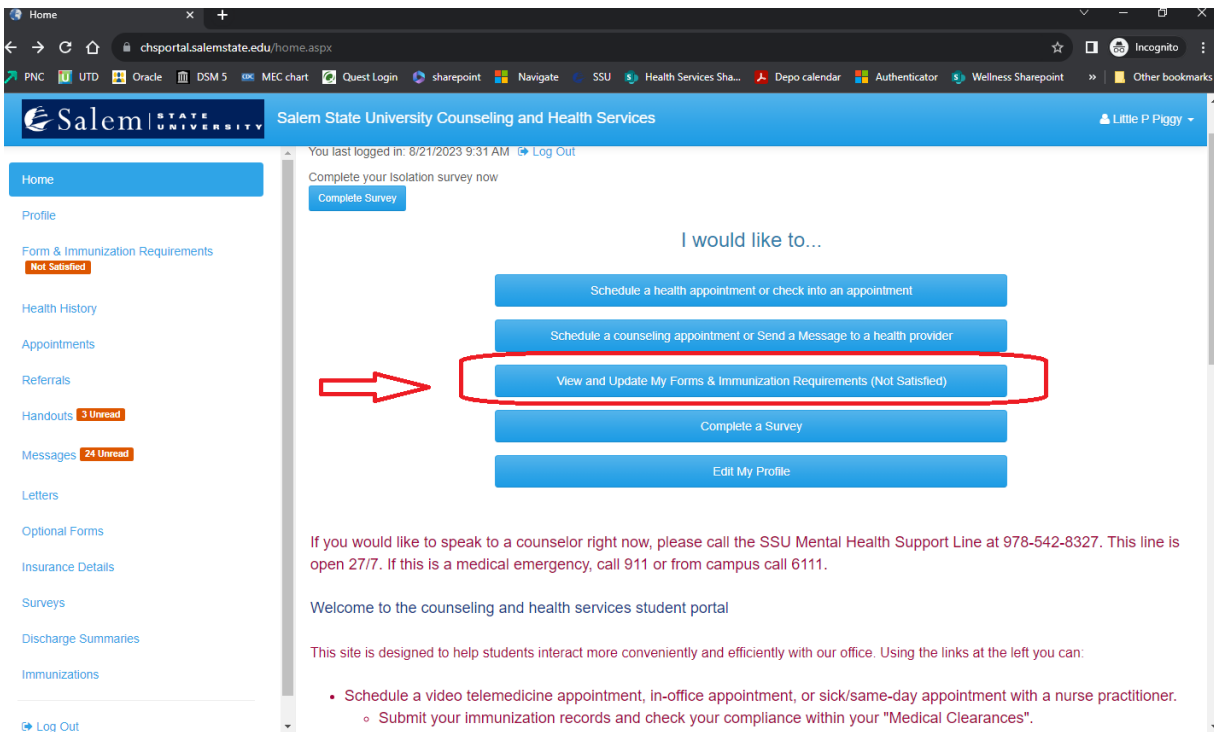 Home
chsportal.salemstate.edu/home.aspx
Incognito
PNC UTD Oracle DSM 5 MEC chart Quest Login sharepoint Navigate SSU Health Services Sha... Depo calendar Authenticator Wellness Sharepoint » Other bookmarks
Salem STATE UNIVERSITY
Salem State University Counseling and Health Services
Little P Piggy
Home
Profile
Form & Immunization Requirements
Not Satisfied
Health History
Appointments
Referrals
Handouts 3 Unread
Messages 24 Unread
Letters
Optional Forms
Insurance Details
Surveys
Discharge Summaries
Immunizations
Log Out
You last logged in: 8/21/2023 9:31 AM Log Out
Complete your Isolation survey now
Complete Survey
I would like to...
Schedule a health appointment or check into an appointment
Schedule a counseling appointment or Send a Message to a health provider
View and Update My Forms & Immunization Requirements (Not Satisfied)
Complete a Survey
Edit My Profile
If you would like to speak to a counselor right now, please call the SSU Mental Health Support Line at 978-542-8327. This line is
open 27/7. If this is a medical emergency, call 911 or from campus call 6111.
Welcome to the counseling and health services student portal
This site is designed to help students interact more conveniently and efficiently with our office. Using the links at the left you can:
• Schedule a video telemedicine appointment, in-office appointment, or sick/same-day appointment with a nurse practitioner.
◦ Submit your immunization records and check your compliance within your "Medical Clearances".